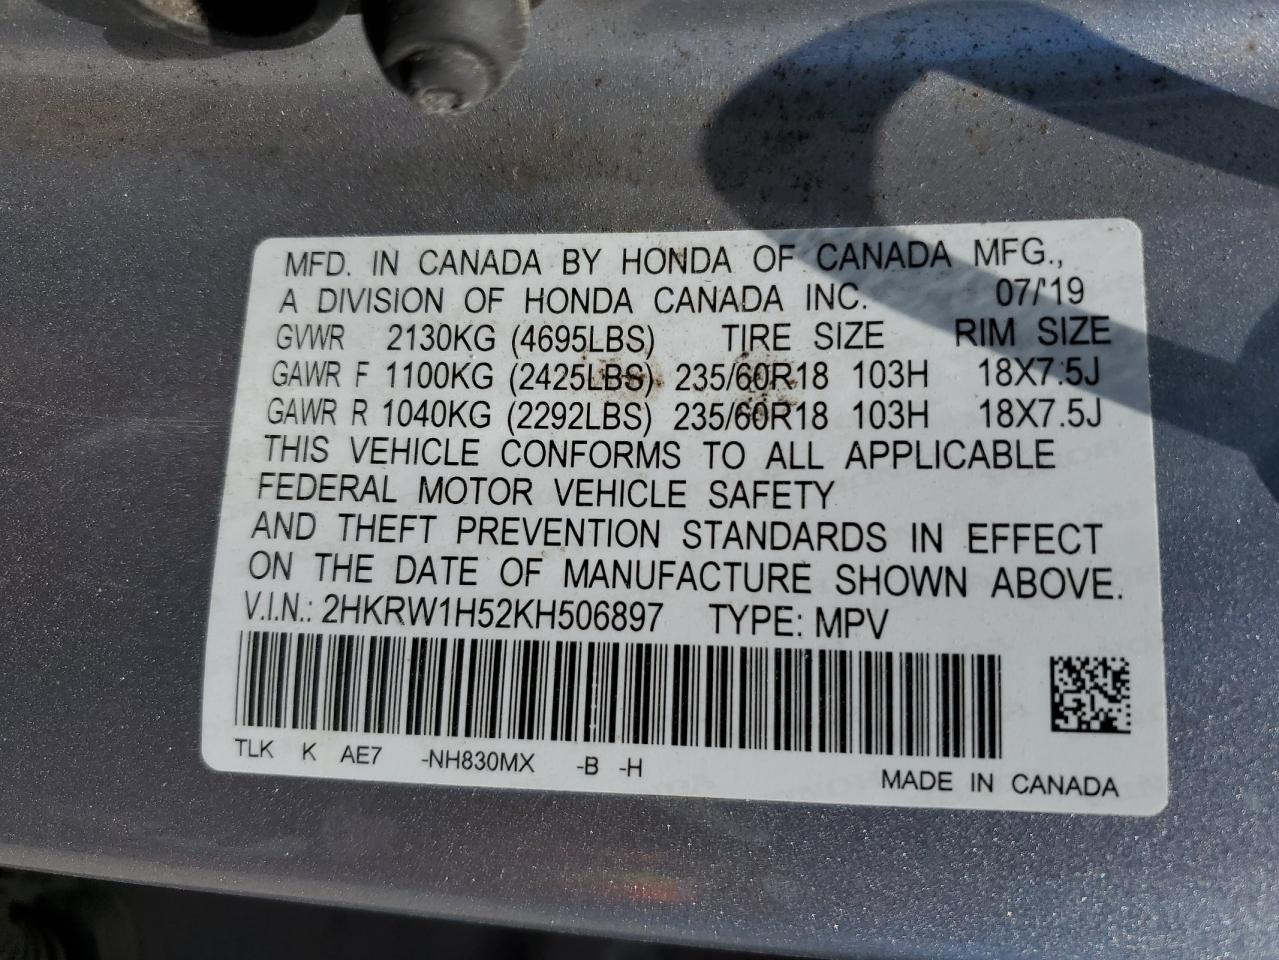 MFD. IN CANADA BY HONDA OF CANADA MFG.,
A DIVISION OF HONDA CANADA INC. 07/'19
GVWR 2130KG (4695LBS) TIRE SIZE RIM SIZE
GAWR F 1100KG (2425LBS) 235/60R18 103H 18X7.5J
GAWR R 1040KG (2292LBS) 235/60R18 103H 18X7.5J
THIS VEHICLE CONFORMS TO ALL APPLICABLE
FEDERAL MOTOR VEHICLE SAFETY
AND THEFT PREVENTION STANDARDS IN EFFECT
ON THE DATE OF MANUFACTURE SHOWN ABOVE.
V.I.N.: 2HKRW1H52KH506897 TYPE: MPV
TLK K AE7 -NH830MX -B -H
MADE IN CANADA